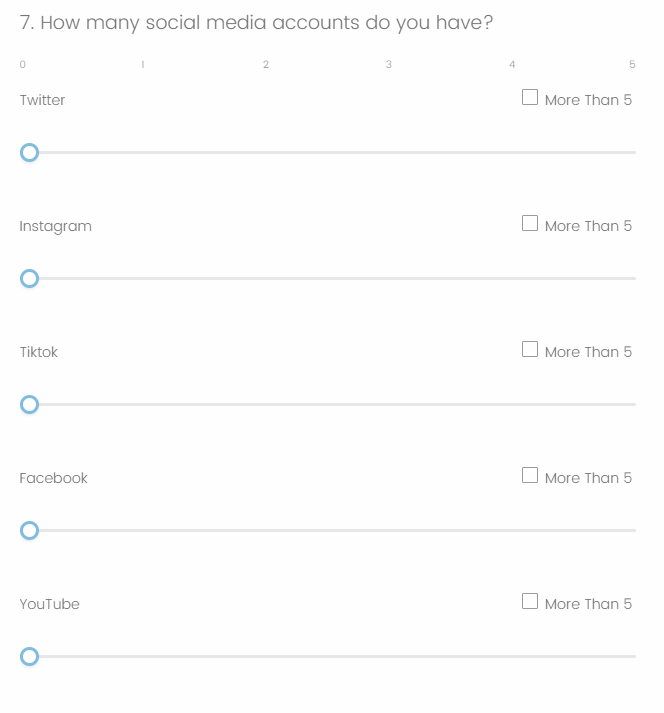 7. How many social media accounts do you have?
0 1 2 3 4 5
Twitter More Than 5
Instagram More Than 5
Tiktok More Than 5
Facebook More Than 5
YouTube More Than 5